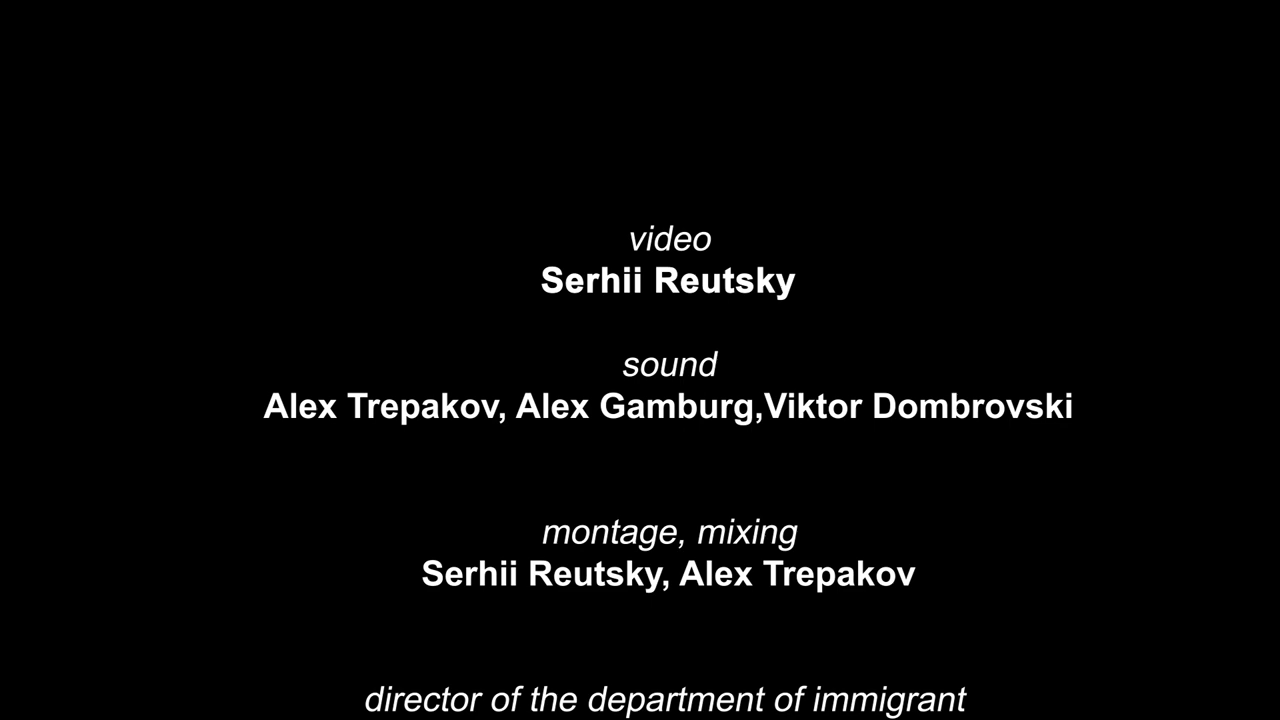 video
Serhii Reutsky
sound
Alex Trepakov, Alex Gamburg,Viktor Dombrovski
montage, mixing
Serhii Reutsky, Alex Trepakov
director of the department of immigrant